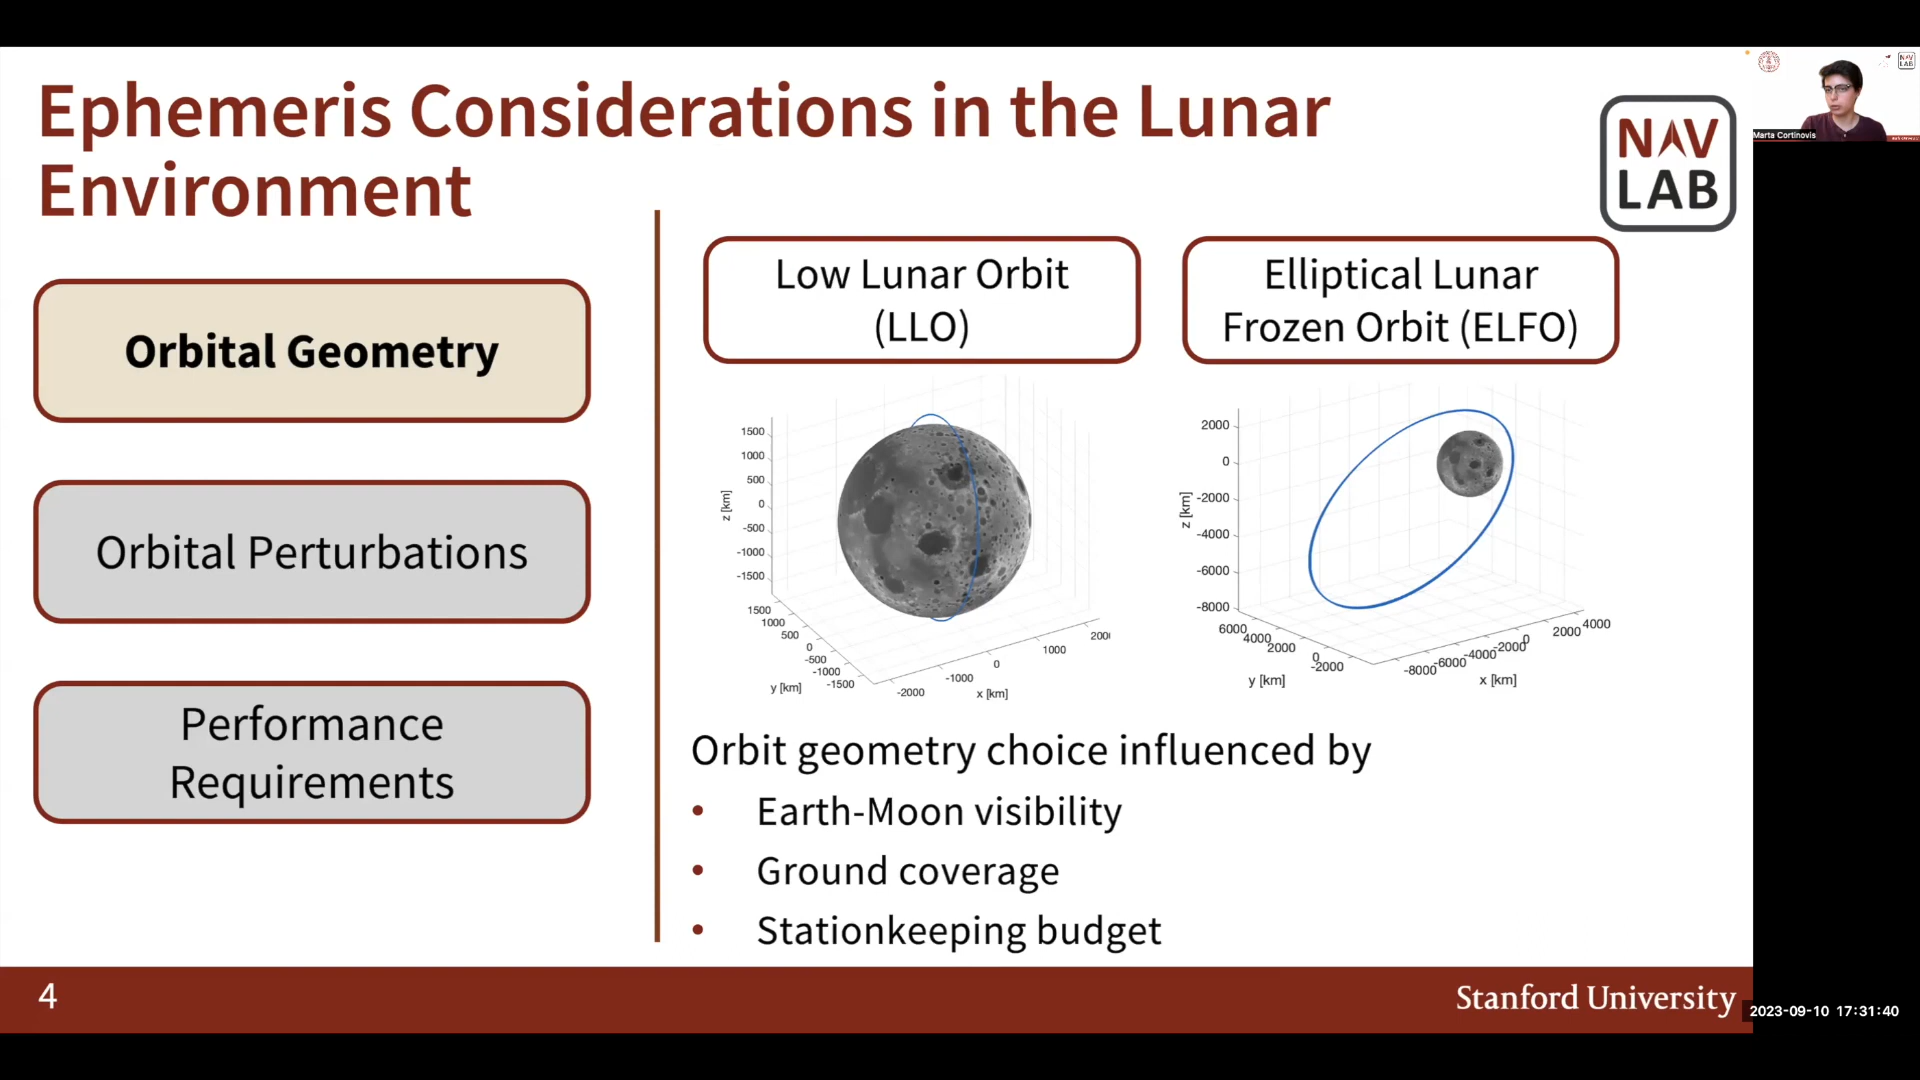 Ephemeris Considerations in the Lunar
Environment
NAV
LAB
Marta Cortinovis
Orbital Geometry
Orbital Perturbations
Performance
Requirements
Low Lunar Orbit
(LLO)
Elliptical Lunar
Frozen Orbit (ELFO)
1500
1000
500
0
-500
-1000
-1500
z [km]
1500
1000
500
0
-500
-1000
-1500
y [km]
-2000
-1000
0
1000
x [km]
2000
0
-2000
-4000
-6000
-8000
z [km]
6000
4000
2000
0
-2000
y [km]
-8000
-6000
-4000
-2000
0
2000
4000
x [km]
Orbit geometry choice influenced by
• Earth-Moon visibility
• Ground coverage
• Stationkeeping budget
4
Stanford University
2023-09-10 17:31:40